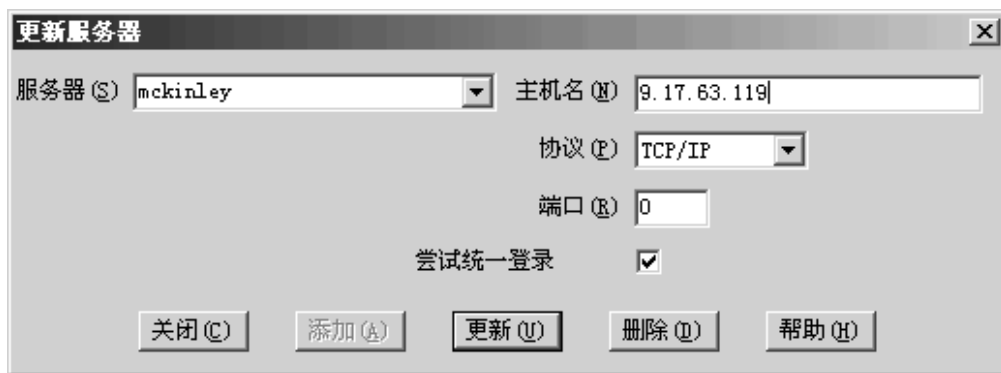 更新服务器
服务器(S) mckinley 主机名(N) 9.17.63.119
协议(P) TCP/IP
端口(R) 0
尝试统一登录
关闭(C) 添加(A) 更新(U) 删除(D) 帮助(H)